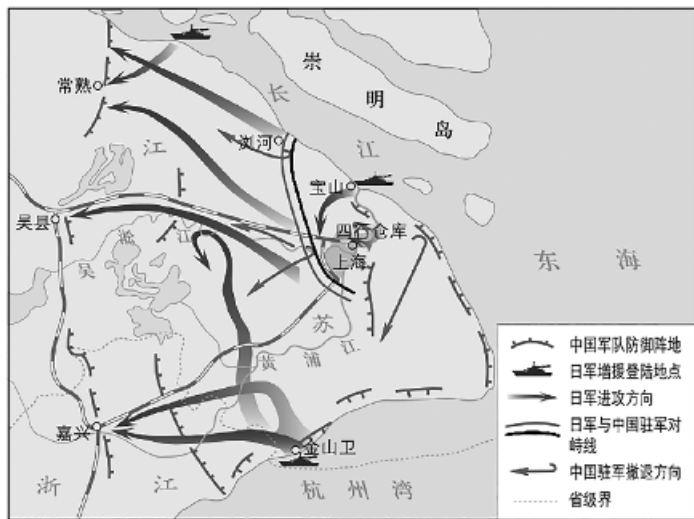 崇
明
岛
常熟
长
江
浏河
江
宝山
吴县
四行仓库
上海
东 海
吴
淞
江
苏
黄 浦 江
嘉兴
金山卫
浙 江
杭 州 湾
中国军队防御阵地
日军增援登陆地点
日军进攻方向
日军与中国驻军对
峙线
中国驻军撤退方向
省级界